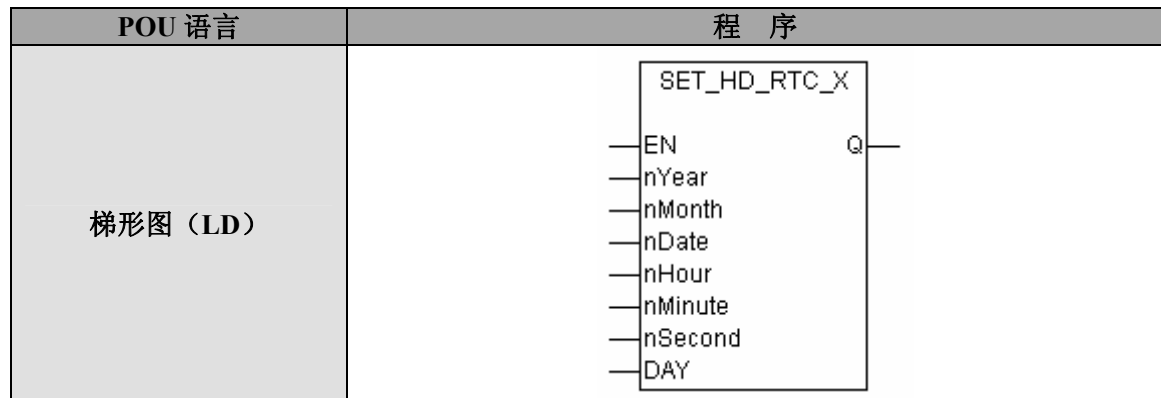 POU 语言
程 序
SET_HD_RTC_X
EN Q
nYear
nMonth
nDate
梯形图（LD）
nHour
nMinute
nSecond
DAY